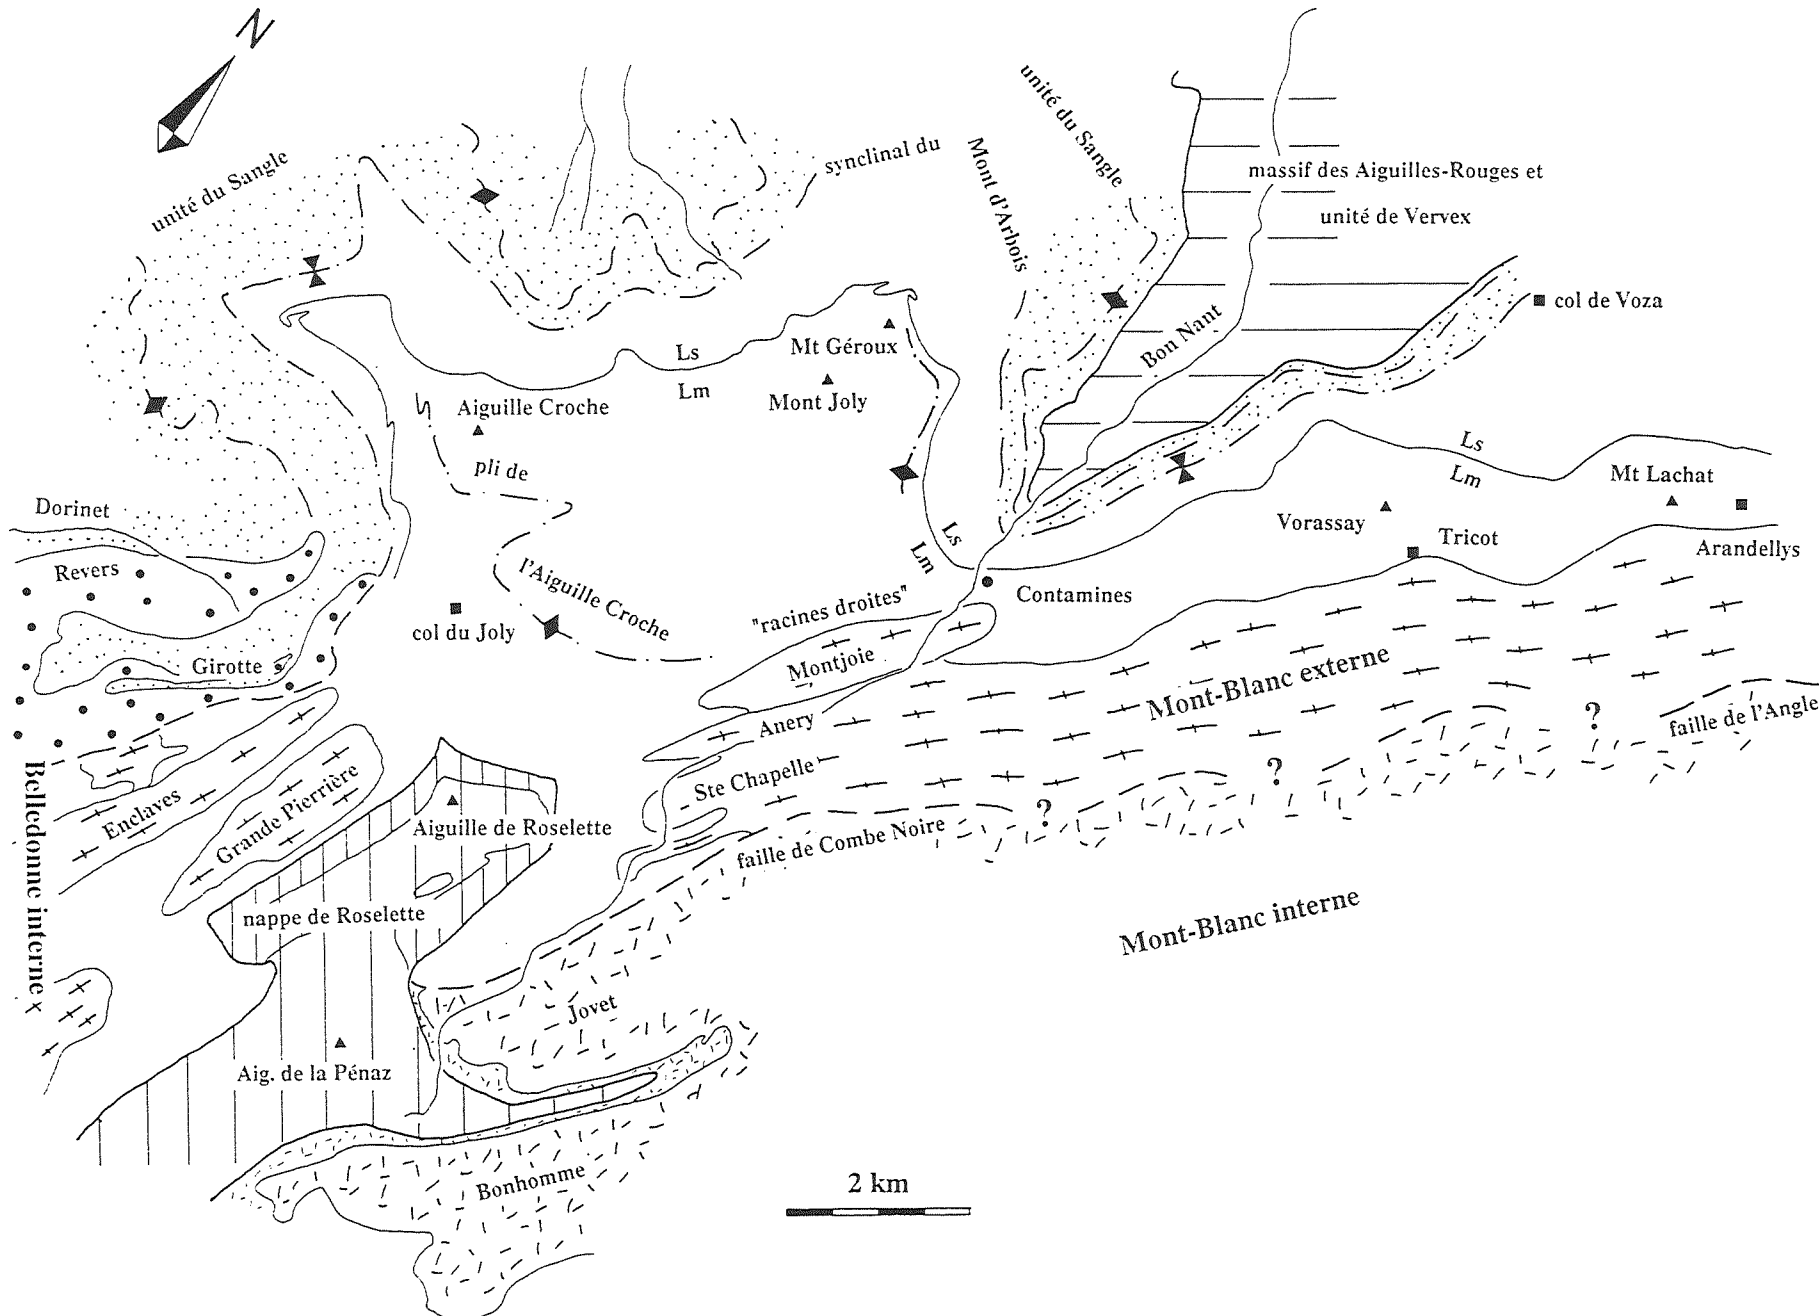 N
unité du Sangle
synclinal du
Mont d'Arbois
unité du Sangle
massif des Aiguilles-Rouges et
unité de Vervex
col de Voza
Bon Nant
Mt Géroux
Mont Joly
Ls
Lm
Aiguille Croche
pli de
l'Aiguille Croche
col du Joly
Ls
Lm
Ls
Lm
Mt Lachat
Vorassay
Tricot
Arandellys
Contamines
"racines droites"
Montjoie
Dorinet
Revers
Girotte
Mont-Blanc externe
faille de l'Angle
?
?
?
Anery
Ste Chapelle
faille de Combe Noire
Belledonne interne
Enclaves
Grande Pierrière
Aiguille de Roselette
nappe de Roselette
Mont-Blanc interne
Jovet
Aig. de la Pénaz
Bonhomme
2 km